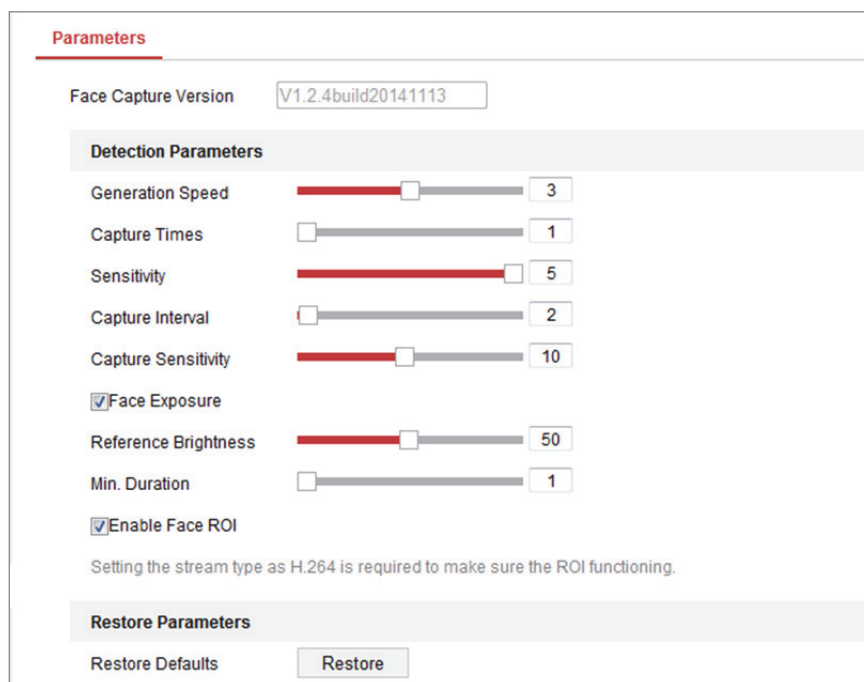 Parameters
Face Capture Version V1.2.4build20141113
Detection Parameters
Generation Speed 3
Capture Times 1
Sensitivity 5
Capture Interval 2
Capture Sensitivity 10
Face Exposure
Reference Brightness 50
Min. Duration 1
Enable Face ROI
Setting the stream type as H.264 is required to make sure the ROI functioning.
Restore Parameters
Restore Defaults Restore